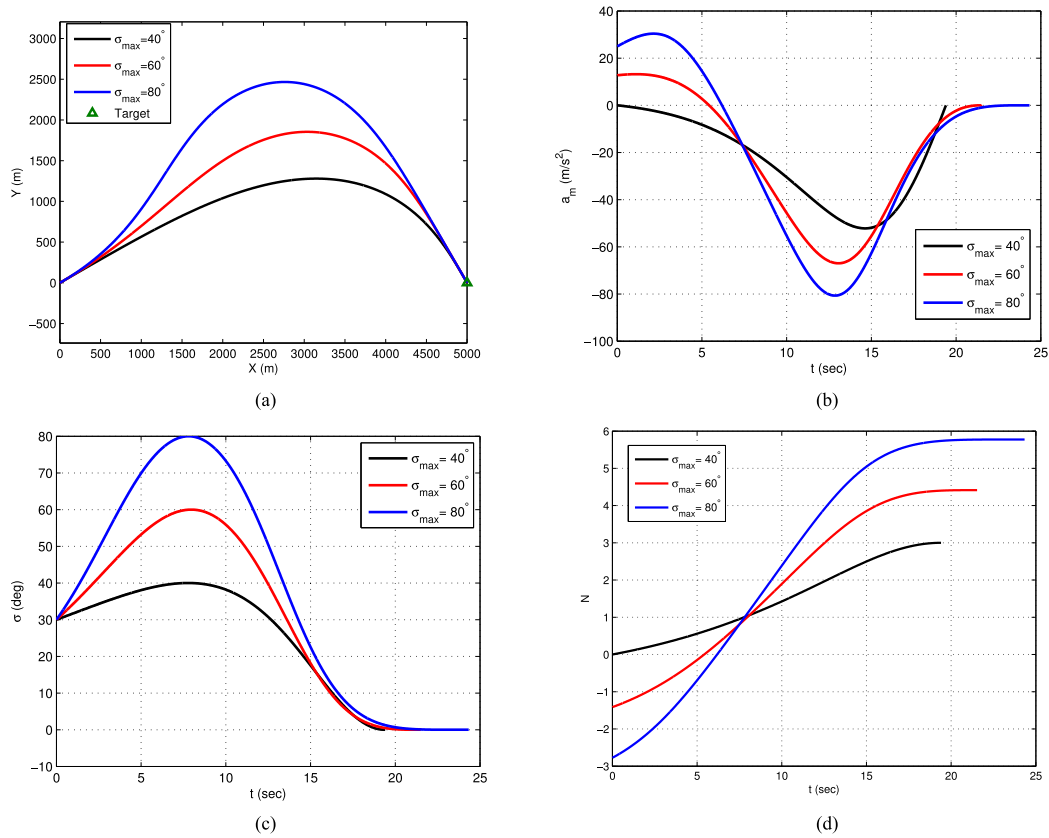 3000
2500
2000
1500
1000
500
0
−500
Y (m)
σmax=40°
σmax=60°
σmax=80°
Target
0 500 1000 1500 2000 2500 3000 3500 4000 4500 5000
X (m)
(a)
40
20
0
−20
−40
−60
−80
−100
am (m/s2)
σmax= 40°
σmax= 60°
σmax= 80°
0 5 10 15 20 25
t (sec)
(b)
80
70
60
50
40
30
20
10
0
−10
σ (deg)
σmax= 40°
σmax= 60°
σmax= 80°
0 5 10 15 20 25
t (sec)
(c)
6
5
4
3
2
1
0
−1
−2
−3
N
σmax= 40°
σmax= 60°
σmax= 80°
0 5 10 15 20 25
t (sec)
(d)